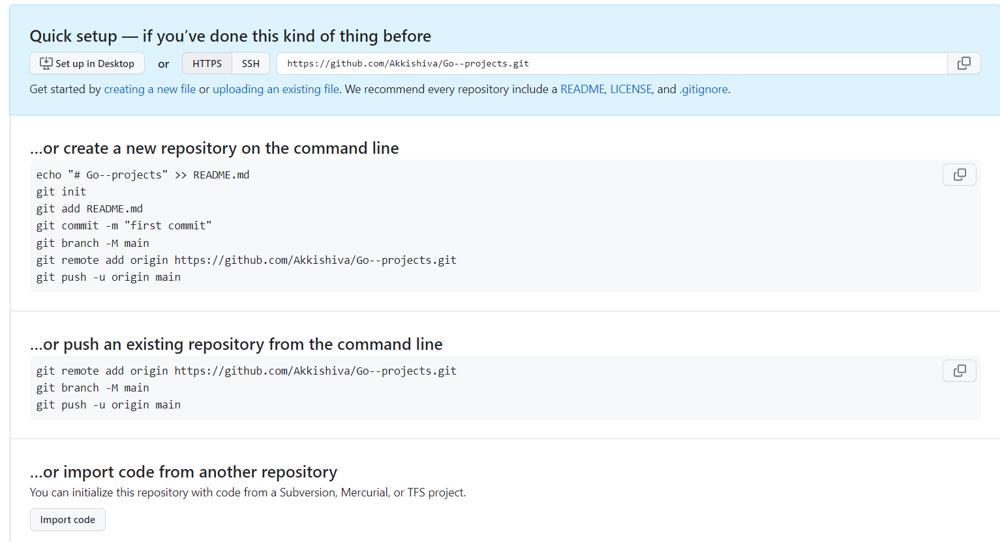 Quick setup — if you’ve done this kind of thing before
Set up in Desktop or HTTPS SSH https://github.com/Akkishiva/Go--projects.git
Get started by creating a new file or uploading an existing file. We recommend every repository include a README, LICENSE, and .gitignore.
...or create a new repository on the command line
echo "# Go--projects" >> README.md
git init
git add README.md
git commit -m "first commit"
git branch -M main
git remote add origin https://github.com/Akkishiva/Go--projects.git
git push -u origin main
...or push an existing repository from the command line
git remote add origin https://github.com/Akkishiva/Go--projects.git
git branch -M main
git push -u origin main
...or import code from another repository
You can initialize this repository with code from a Subversion, Mercurial, or TFS project.
Import code